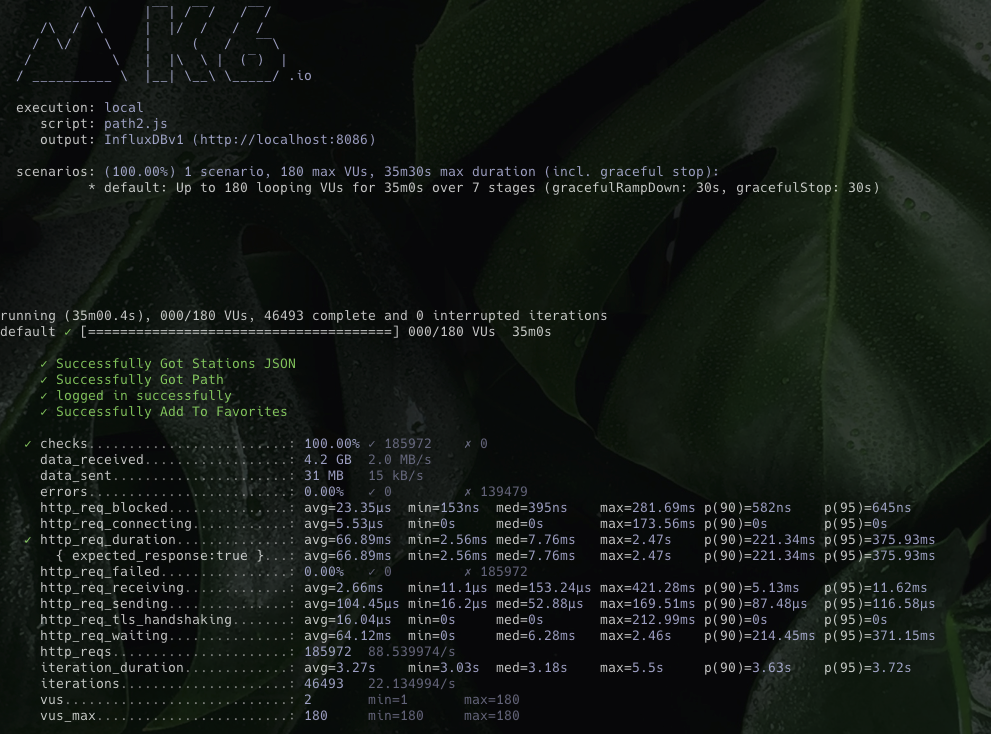 /\      |‾‾| /‾‾/   /‾‾/
/\  /  \     |  |/  /   /  /
/  \/    \    |     (   /   ‾‾\
/          \   |  |\  \ |  (‾)  |
/ __________ \  |__| \__\ \_____/ .io
execution: local
script: path2.js
output: InfluxDBv1 (http://localhost:8086)
scenarios: (100.00%) 1 scenario, 180 max VUs, 35m30s max duration (incl. graceful stop):
* default: Up to 180 looping VUs for 35m0s over 7 stages (gracefulRampDown: 30s, gracefulStop: 30s)
running (35m00.4s), 000/180 VUs, 46493 complete and 0 interrupted iterations
default ✓ [======================================] 000/180 VUs  35m0s
✓ Successfully Got Stations JSON
✓ Successfully Got Path
✓ logged in successfully
✓ Successfully Add To Favorites
✓ checks.........................: 100.00% ✓ 185972     ✗ 0
data_received..................: 4.2 GB  2.0 MB/s
data_sent......................: 31 MB   15 kB/s
errors.........................: 0.00%   ✓ 0         ✗ 139479
http_req_blocked...............: avg=23.35µs  min=153ns  med=395ns    max=281.69ms p(90)=582ns    p(95)=645ns
http_req_connecting............: avg=5.53µs   min=0s     med=0s       max=173.56ms p(90)=0s       p(95)=0s
✓ http_req_duration..............: avg=66.89ms  min=2.56ms med=7.76ms   max=2.47s    p(90)=221.34ms p(95)=375.93ms
{ expected_response:true }...: avg=66.89ms  min=2.56ms med=7.76ms   max=2.47s    p(90)=221.34ms p(95)=375.93ms
http_req_failed................: 0.00%   ✓ 0         ✗ 185972
http_req_receiving.............: avg=2.66ms   min=11.1µs med=153.24µs max=421.28ms p(90)=5.13ms   p(95)=11.62ms
http_req_sending...............: avg=104.45µs min=16.2µs med=52.88µs  max=169.51ms p(90)=87.48µs  p(95)=116.58µs
http_req_tls_handshaking.......: avg=16.04µs  min=0s     med=0s       max=212.99ms p(90)=0s       p(95)=0s
http_req_waiting...............: avg=64.12ms  min=0s     med=6.28ms   max=2.46s    p(90)=214.45ms p(95)=371.15ms
http_reqs......................: 185972  88.539974/s
iteration_duration.............: avg=3.27s    min=3.03s  med=3.18s    max=5.5s     p(90)=3.63s    p(95)=3.72s
iterations.....................: 46493   22.134994/s
vus............................: 2       min=1       max=180
vus_max........................: 180     min=180     max=180